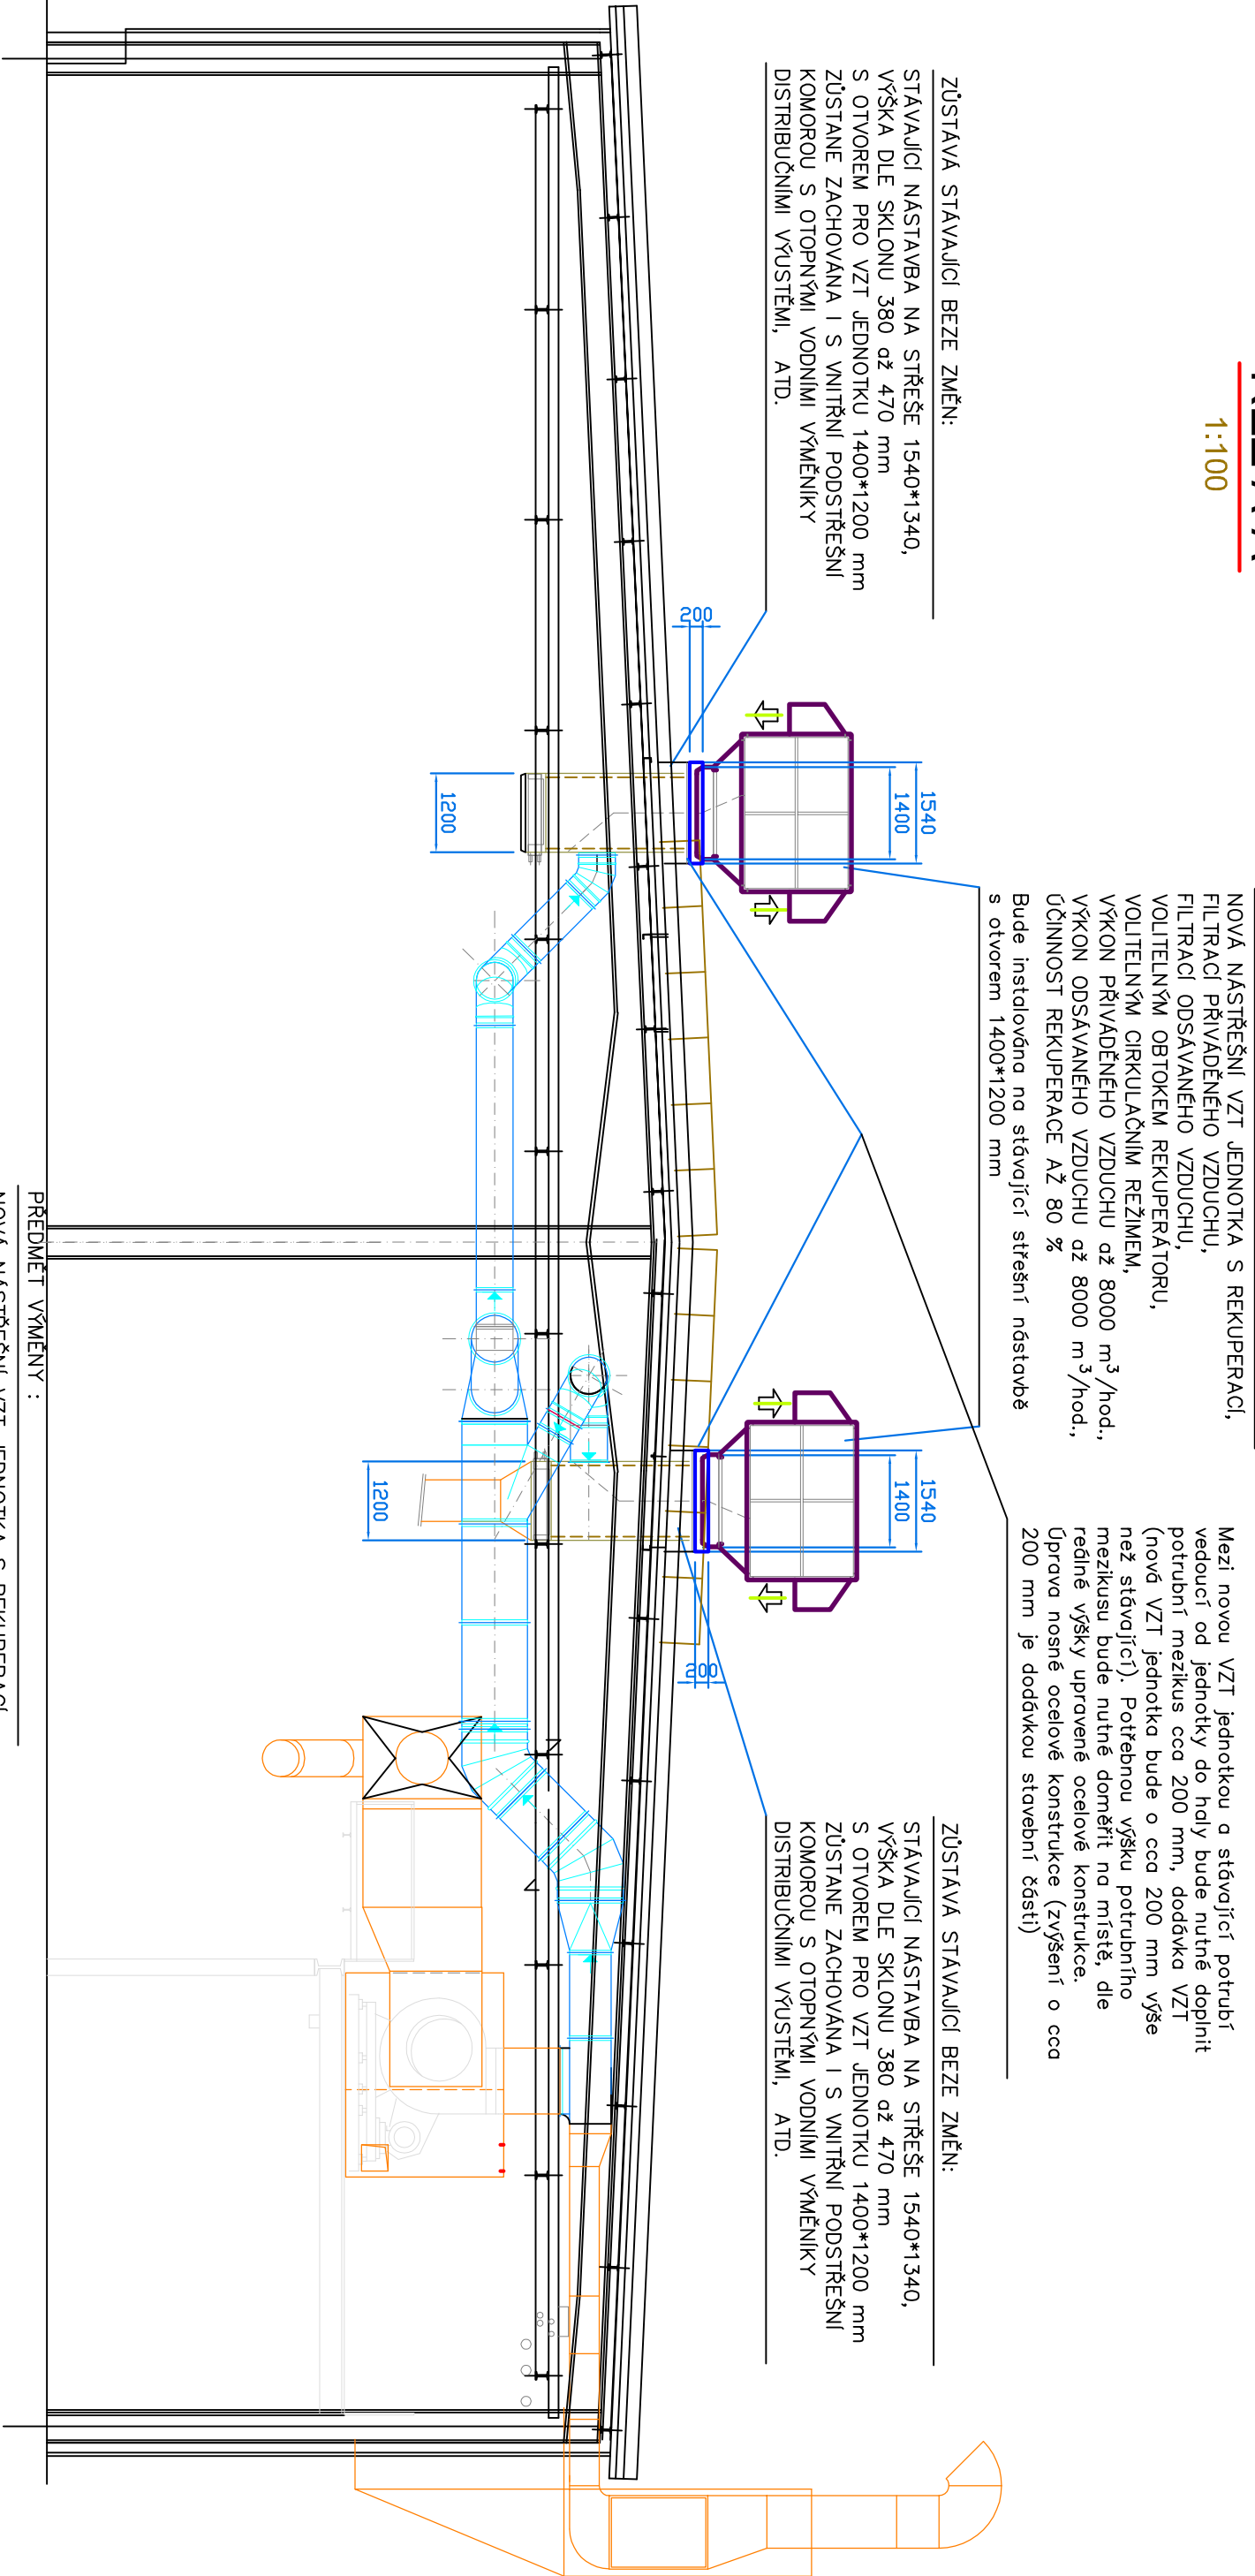 1:100
ZŮSTÁVÁ STÁVAJÍCÍ BEZE ZMĚN:
STÁVAJÍCÍ NÁSTAVBA NA STŘEŠE 1540*1340,
VÝŠKA DLE SKLONU 380 až 470 mm
S OTVOREM PRO VZT JEDNOTKU 1400*1200 mm
ZŮSTANE ZACHOVÁNA I S VNITŘNÍ PODSTŘEŠNÍ
KOMOROU S OTOPNÝMI VODNÍMI VÝMĚNÍKY
DISTRIBUČNÍMI VÝUSTĚMI, ATD.
NOVÁ NÁSTŘEŠNÍ VZT JEDNOTKA S REKUPERACÍ,
FILTRACÍ PŘIVÁDĚNÉHO VZDUCHU,
FILTRACÍ ODSÁVANÉHO VZDUCHU,
VOLITELNÝM OBTOKEM REKUPERÁTORU,
VOLITELNÝM CIRKULAČNÍM REŽIMEM,
VÝKON PŘIVÁDĚNÉHO VZDUCHU až 8000 m³/hod.,
VÝKON ODSÁVANÉHO VZDUCHU až 8000 m³/hod.,
ÚČINNOST REKUPERACE AŽ 80 %
Bude instalována na stávající střešní nástavbě
s otvorem 1400*1200 mm
Mezi novou VZT jednotkou a stávající potrubí
vedoucí od jednotky do haly bude nutné doplnit
potrubní mezikus cca 200 mm, dodávka VZT
(nová VZT jednotka bude o cca 200 mm výše
než stávající). Potřebnou výšku potrubního
mezikusu bude nutné doměřit na místě, dle
reálné výšky upravené ocelové konstrukce.
Úprava nosné ocelové konstrukce (zvýšení o cca
200 mm je dodávkou stavební části)
ZŮSTÁVÁ STÁVAJÍCÍ BEZE ZMĚN:
STÁVAJÍCÍ NÁSTAVBA NA STŘEŠE 1540*1340,
VÝŠKA DLE SKLONU 380 až 470 mm
S OTVOREM PRO VZT JEDNOTKU 1400*1200 mm
ZŮSTANE ZACHOVÁNA I S VNITŘNÍ PODSTŘEŠNÍ
KOMOROU S OTOPNÝMI VODNÍMI VÝMĚNÍKY
DISTRIBUČNÍMI VÝUSTĚMI, ATD.
1540
1400
200
1200
1540
1400
200
1200
PŘEDMĚT VÝMĚNY :
NOVÁ NÁSTŘEŠNÍ VZT JEDNOTKA S REKUPERACÍ